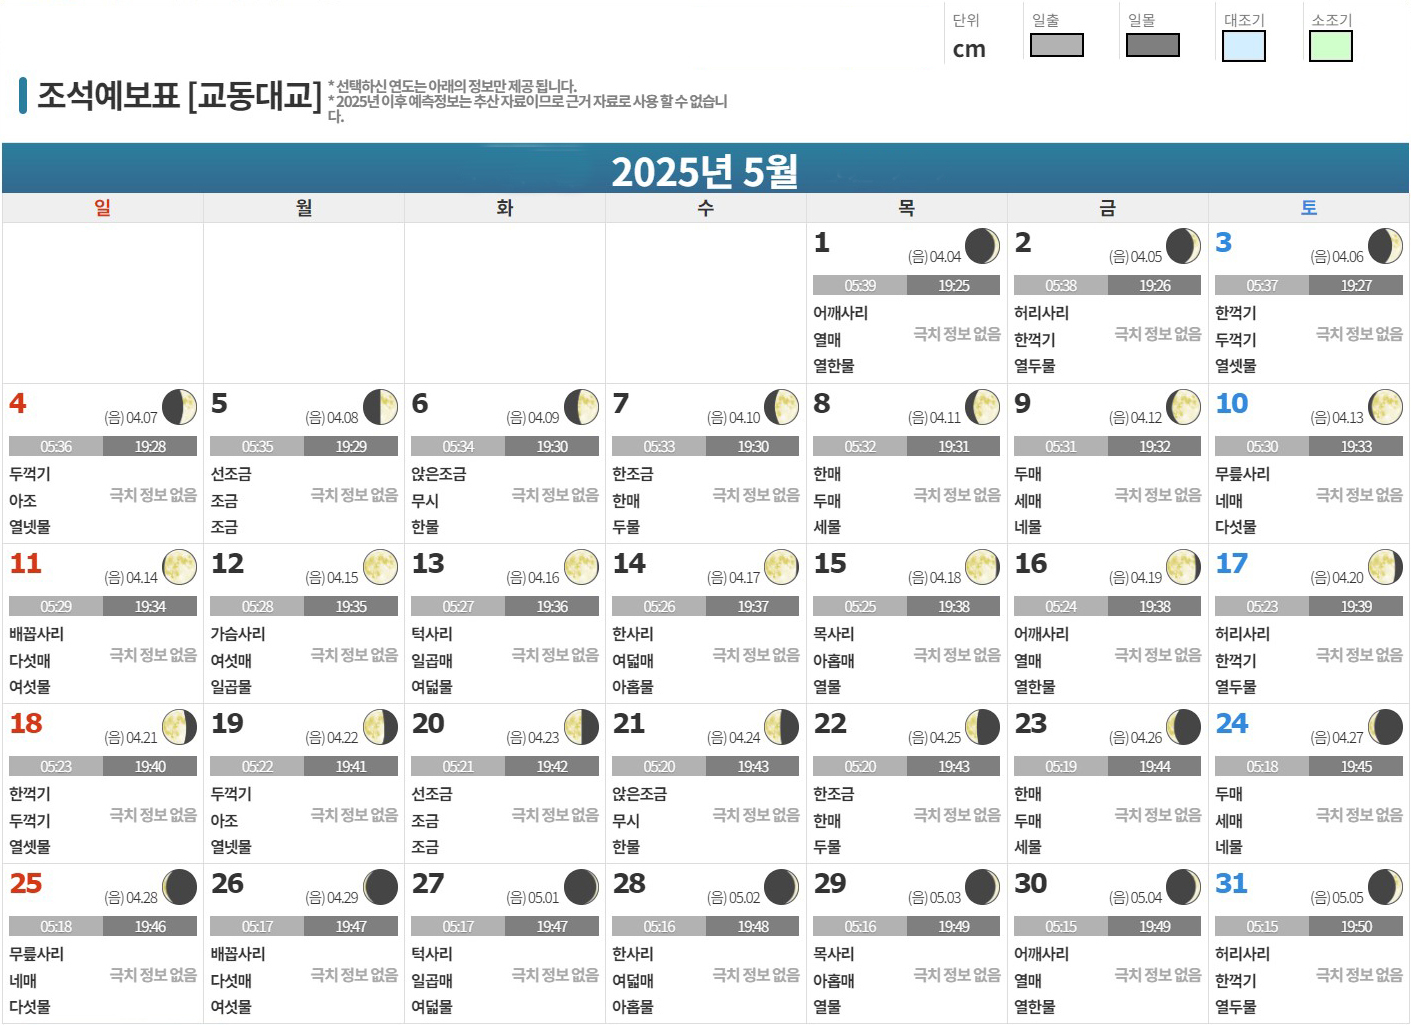 단위 일출 일몰 대조기 소조기
cm
조석예보표 [교동대교]
* 선택하신 연도는 아래의 정보만 제공 됩니다.
* 2025년 이후 예측정보는 추산 자료이므로 근거 자료로 사용 할 수 없습니
다.
2025년 5월
일 월 화 수 목 금 토
1 (음) 04.04 2 (음) 04.05 3 (음) 04.06
05:39 19:25 05:38 19:26 05:37 19:27
어깨사리 허리사리 한꺽기
극치 정보 없음 극치 정보 없음 극치 정보 없음
열매 한꺽기 두꺽기
열한물 열두물 열셋물
4 (음) 04.07 5 (음) 04.08 6 (음) 04.09 7 (음) 04.10 8 (음) 04.11 9 (음) 04.12 10 (음) 04.13
05:36 19:28 05:35 19:29 05:34 19:30 05:33 19:30 05:32 19:31 05:31 19:32 05:30 19:33
두꺽기 선조금 앉은조금 한조금 한매 두매 무릎사리
극치 정보 없음 극치 정보 없음 극치 정보 없음 극치 정보 없음 극치 정보 없음 극치 정보 없음 극치 정보 없음
아조 조금 무시 한매 두매 세매 네매
열넷물 조금 한물 두물 세물 네물 다섯물
11 (음) 04.14 12 (음) 04.15 13 (음) 04.16 14 (음) 04.17 15 (음) 04.18 16 (음) 04.19 17 (음) 04.20
05:29 19:34 05:28 19:35 05:27 19:36 05:26 19:37 05:25 19:38 05:24 19:38 05:23 19:39
배꼽사리 가슴사리 턱사리 한사리 목사리 어깨사리 허리사리
극치 정보 없음 극치 정보 없음 극치 정보 없음 극치 정보 없음 극치 정보 없음 극치 정보 없음 극치 정보 없음
다섯매 여섯매 일곱매 여덟매 아홉매 열매 한꺽기
여섯물 일곱물 여덟물 아홉물 열물 열한물 열두물
18 (음) 04.21 19 (음) 04.22 20 (음) 04.23 21 (음) 04.24 22 (음) 04.25 23 (음) 04.26 24 (음) 04.27
05:23 19:40 05:22 19:41 05:21 19:42 05:20 19:43 05:20 19:43 05:19 19:44 05:18 19:45
한꺽기 두꺽기 선조금 앉은조금 한조금 한매 두매
극치 정보 없음 극치 정보 없음 극치 정보 없음 극치 정보 없음 극치 정보 없음 극치 정보 없음 극치 정보 없음
두꺽기 아조 조금 무시 한매 두매 세매
열셋물 열넷물 조금 한물 두물 세물 네물
25 (음) 04.28 26 (음) 04.29 27 (음) 05.01 28 (음) 05.02 29 (음) 05.03 30 (음) 05.04 31 (음) 05.05
05:18 19:46 05:17 19:47 05:17 19:47 05:16 19:48 05:16 19:49 05:15 19:49 05:15 19:50
무릎사리 배꼽사리 턱사리 한사리 목사리 어깨사리 허리사리
극치 정보 없음 극치 정보 없음 극치 정보 없음 극치 정보 없음 극치 정보 없음 극치 정보 없음 극치 정보 없음
네매 다섯매 일곱매 여덟매 아홉매 열매 한꺽기
다섯물 여섯물 여덟물 아홉물 열물 열한물 열두물